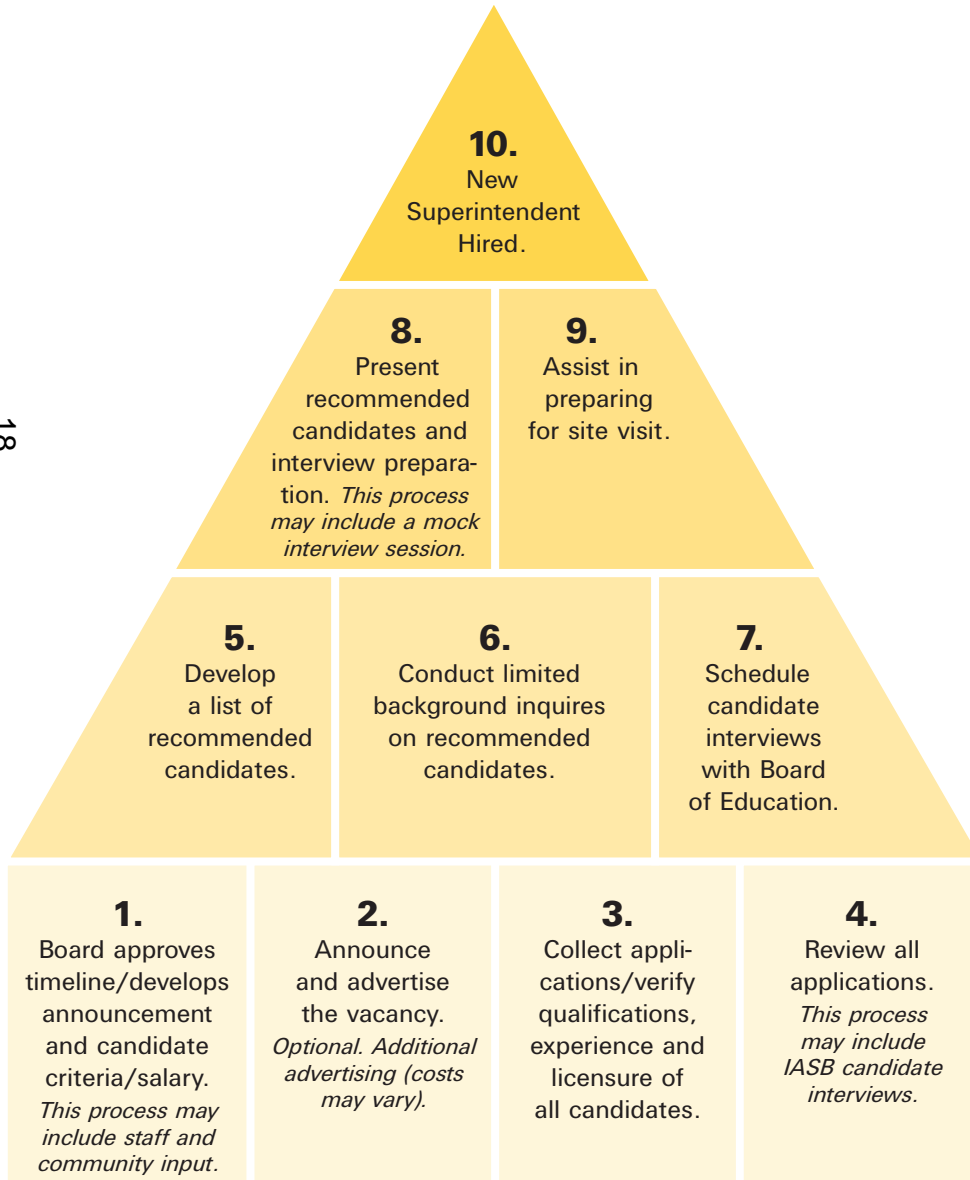 10.
New
Superintendent
Hired.
8.
Present
recommended
candidates and
interview prepara-
tion. This process
may include a mock
interview session.
9.
Assist in
preparing
for site visit.
18
5.
Develop
a list of
recommended
candidates.
6.
Conduct limited
background inquires
on recommended
candidates.
7.
Schedule
candidate
interviews
with Board
of Education.
1.
Board approves
timeline/develops
announcement
and candidate
criteria/salary.
This process may
include staff and
community input.
2.
Announce
and advertise
the vacancy.
Optional. Additional
advertising (costs
may vary).
3.
Collect appli-
cations/verify
qualifications,
experience and
licensure of
all candidates.
4.
Review all
applications.
This process
may include
IASB candidate
interviews.